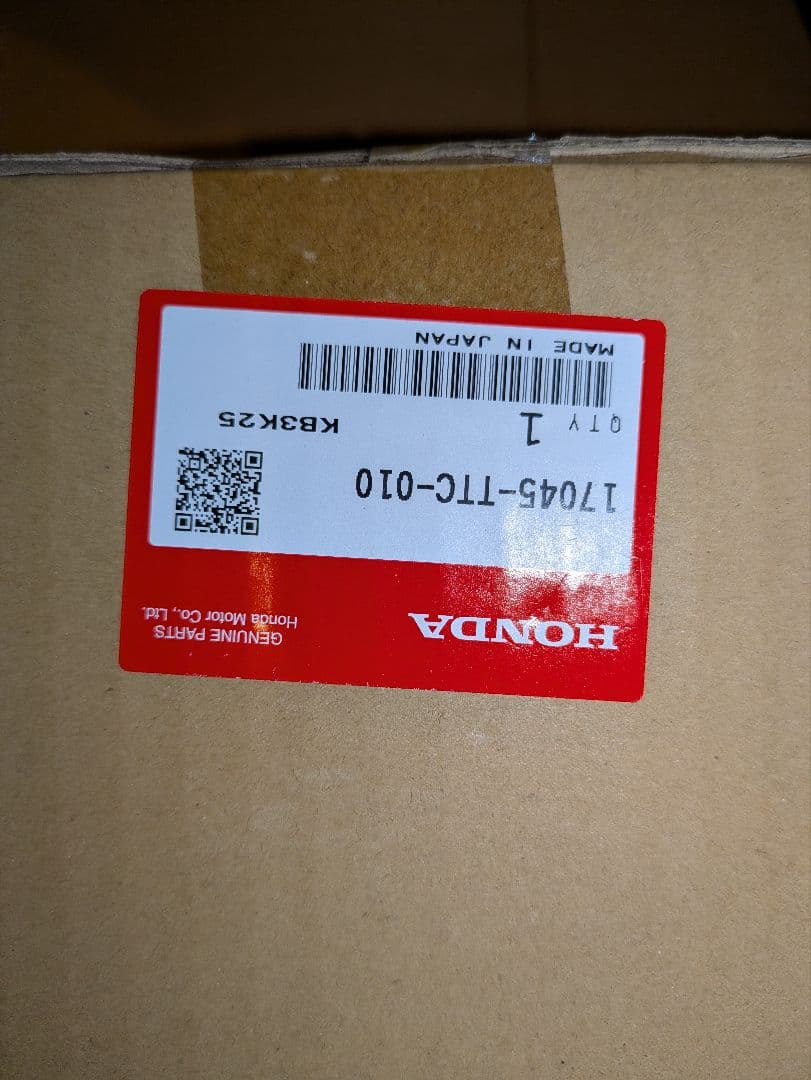 HONDA
GENUINE PARTS
Honda Motor Co., Ltd.
17045-TTC-010
QTY 1 KB3K25
MADE IN JAPAN